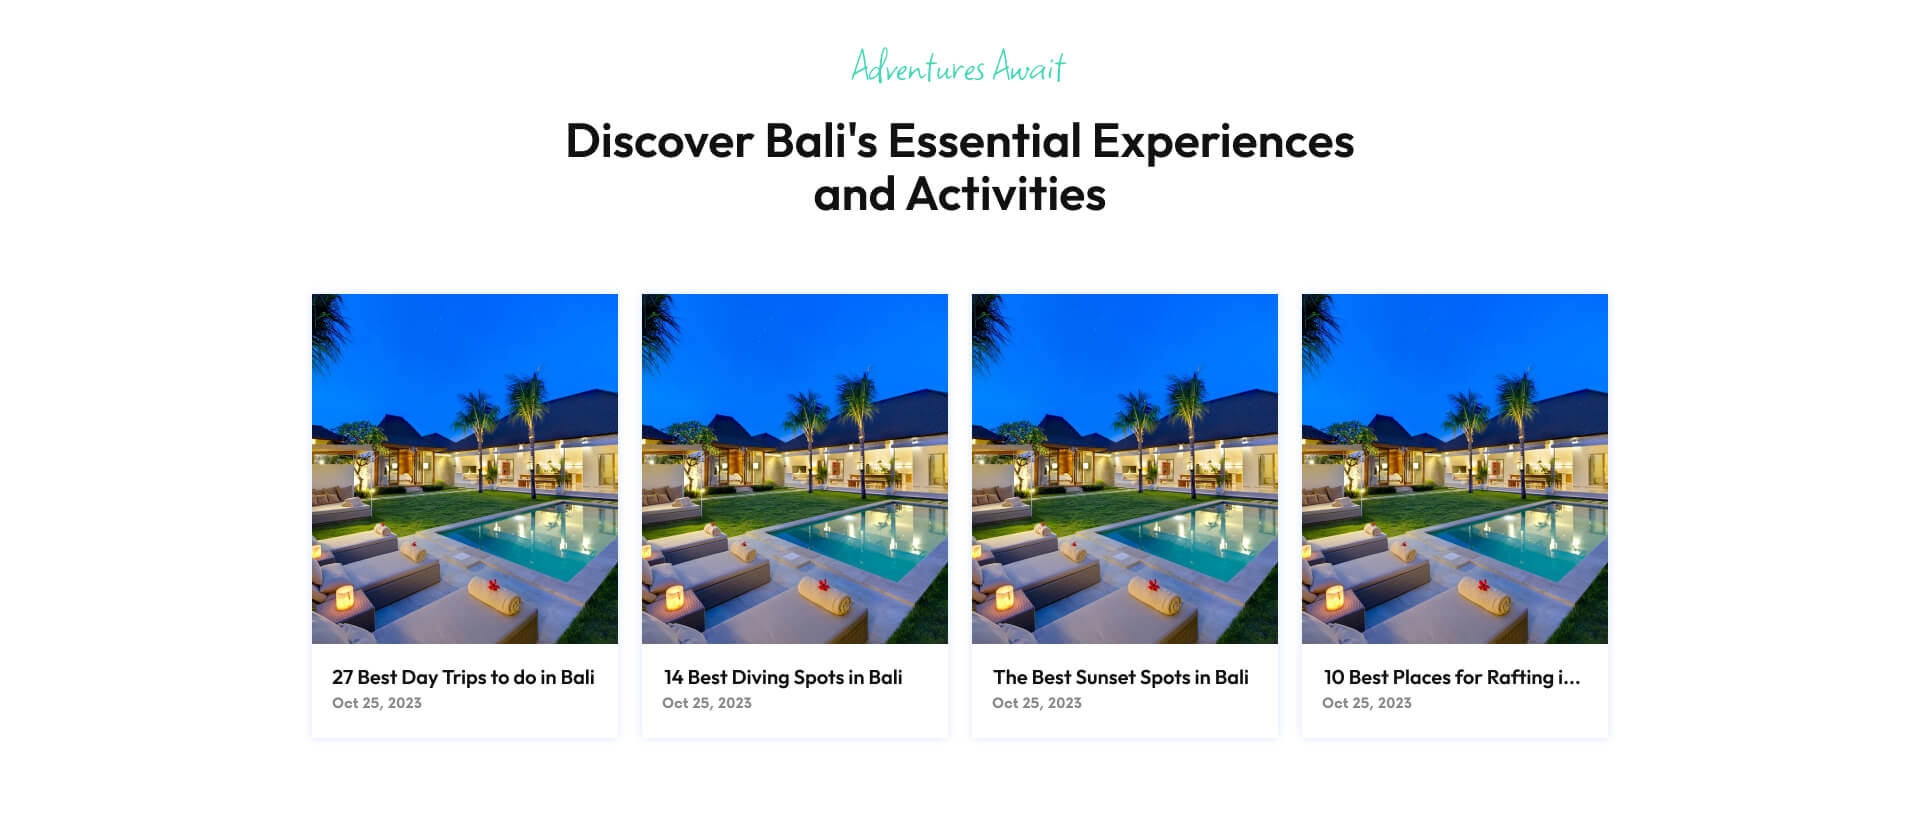 Adventures Await
Discover Bali's Essential Experiences
and Activities
27 Best Day Trips to do in Bali
Oct 25, 2023
14 Best Diving Spots in Bali
Oct 25, 2023
The Best Sunset Spots in Bali
Oct 25, 2023
10 Best Places for Rafting i...
Oct 25, 2023